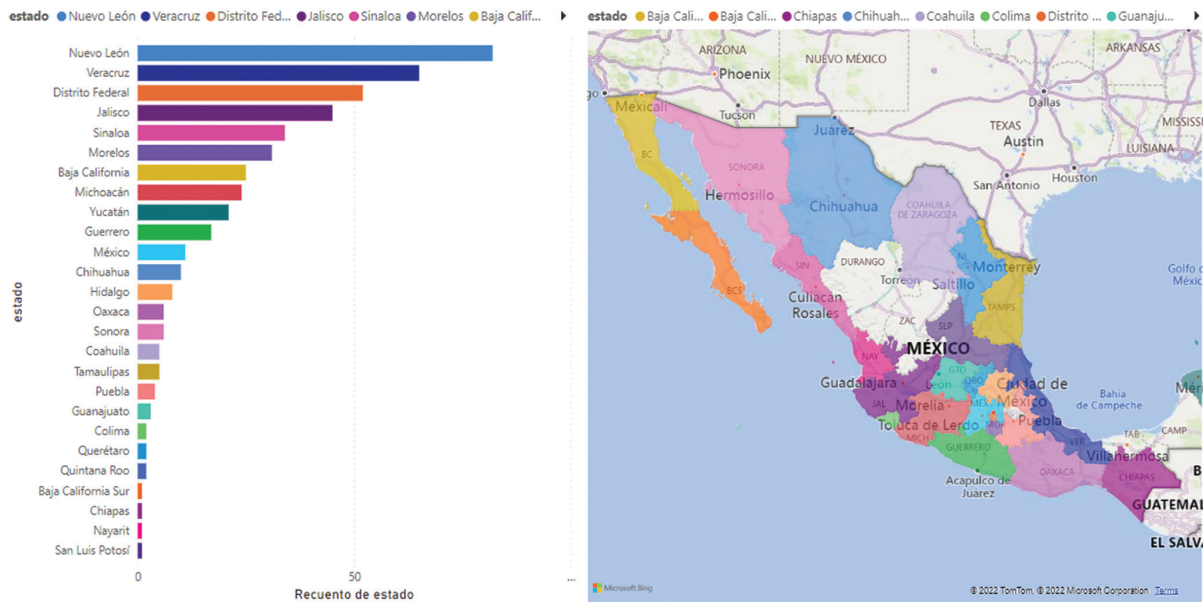 estado Nuevo León Veracruz Distrito Fed... Jalisco Sinaloa Morelos Baja Calif...
Nuevo León
Veracruz
Distrito Federal
Jalisco
Sinaloa
Morelos
Baja California
Michoacán
Yucatán
Guerrero
México
Chihuahua
Hidalgo
Oaxaca
Sonora
Coahuila
Tamaulipas
Puebla
Guanajuato
Colima
Querétaro
Quintana Roo
Baja California Sur
Chiapas
Nayarit
San Luis Potosí
estado
0 50 ...
Recuento de estado
estado Baja Cali... Baja Cali... Chiapas Chihuah... Coahuila Colima Distrito ... Guanaju...
ARIZONA
NUEVO MÉXICO
ARKANSAS
Phoenix
go
Mexicali
Tucson
Dallas
MISSISSI
Juárez
TEXAS
Austin
LUISIANA
BC
SONORA
San Antonio
Houston
Hermosillo
Chihuahua
COAHUILA
DE ZARAGOZA
DURANGO
NL
Monterrey
Golfo de
Méxic
SIN
Torreón
Saltillo
BCS
Culiacán
Rosales
TAMPS
ZAC
SLP
MÉXICO
NAY
GTO
Guadalajara
León
QRO
Ciudad de
México
Bahía
de Campeche
Méri
JAL
Morelia
MÉX
Toluca de Lerdo
MOR
Puebla
MICH
VER
TAB
CAMP
Villahermosa
GUERRERO
OAXACA
CHIAPAS
B
Acapulco de
Juárez
GUATEMAL
EL SALVA
Microsoft Bing
© 2022 TomTom, © 2022 Microsoft Corporation Terms